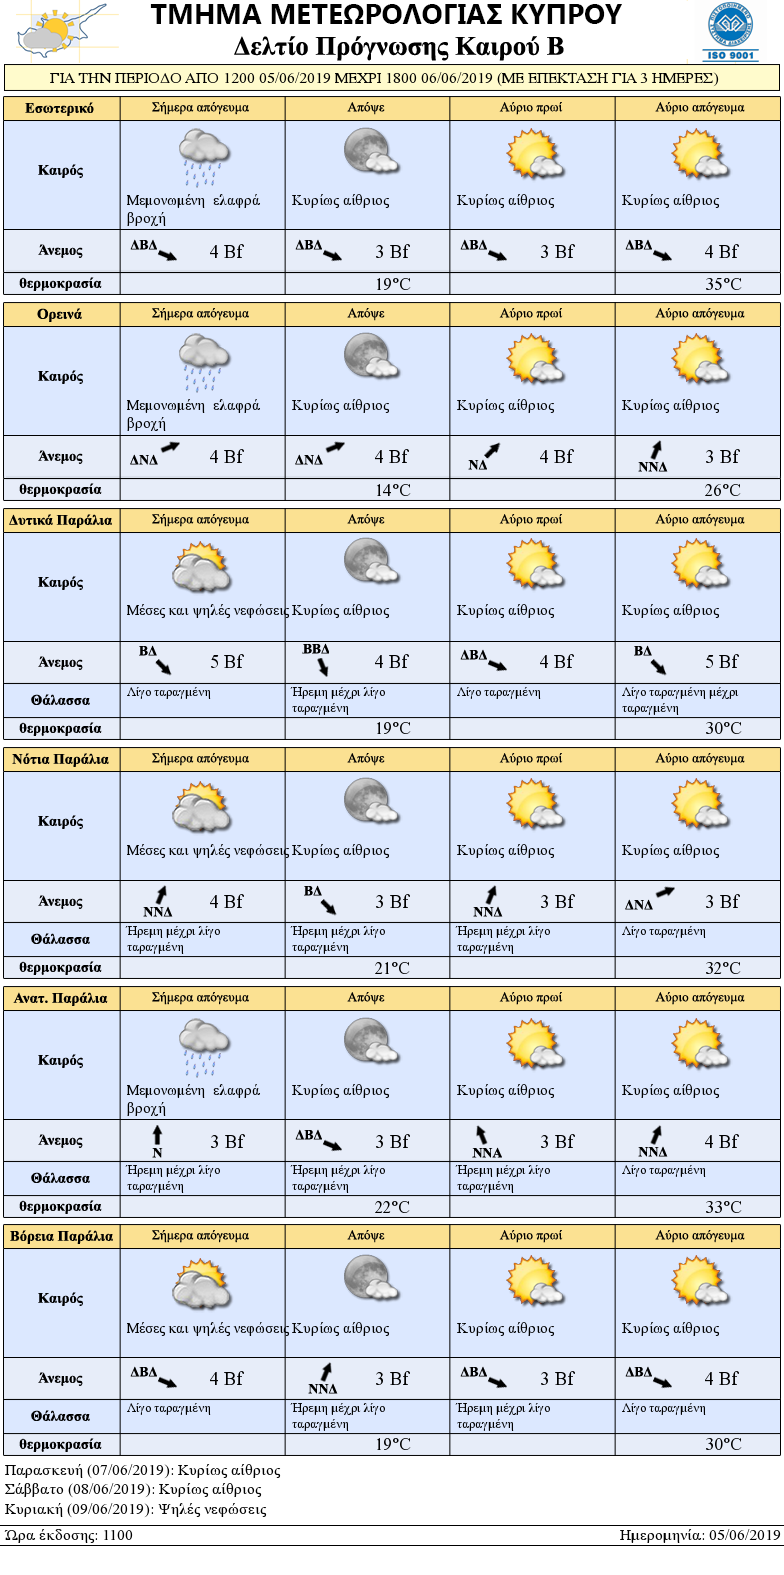 ΤΜΗΜΑ ΜΕΤΕΩΡΟΛΟΓΙΑΣ ΚΥΠΡΟΥ
Δελτίο Πρόγνωσης Καιρού Β
ISO 9001
ΓΙΑ ΤΗΝ ΠΕΡΙΟΔΟ ΑΠΟ 1200 05/06/2019 ΜΕΧΡΙ 1800 06/06/2019 (ΜΕ ΕΠΕΚΤΑΣΗ ΓΙΑ 3 ΗΜΕΡΕΣ)
Εσωτερικό Σήμερα απόγευμα Απόψε Αύριο πρωί Αύριο απόγευμα
Καιρός
Μεμονωμένη ελαφρά Κυρίως αίθριος Κυρίως αίθριος Κυρίως αίθριος
βροχή
Άνεμος ΔΒΔ 4 Bf ΔΒΔ 3 Bf ΔΒΔ 3 Bf ΔΒΔ 4 Bf
θερμοκρασία 19°C 35°C
Ορεινά Σήμερα απόγευμα Απόψε Αύριο πρωί Αύριο απόγευμα
Καιρός
Μεμονωμένη ελαφρά Κυρίως αίθριος Κυρίως αίθριος Κυρίως αίθριος
βροχή
Άνεμος ΔΝΔ 4 Bf ΔΝΔ 4 Bf ΝΔ 4 Bf ΝΝΔ 3 Bf
θερμοκρασία 14°C 26°C
Δυτικά Παράλια Σήμερα απόγευμα Απόψε Αύριο πρωί Αύριο απόγευμα
Καιρός
Μέσες και ψηλές νεφώσεις Κυρίως αίθριος Κυρίως αίθριος Κυρίως αίθριος
Άνεμος ΒΔ 5 Bf ΒΒΔ 4 Bf ΔΒΔ 4 Bf ΒΔ 5 Bf
Θάλασσα Λίγο ταραγμένη Ήρεμη μέχρι λίγο ταραγμένη Λίγο ταραγμένη Λίγο ταραγμένη μέχρι ταραγμένη
θερμοκρασία 19°C 30°C
Νότια Παράλια Σήμερα απόγευμα Απόψε Αύριο πρωί Αύριο απόγευμα
Καιρός
Μέσες και ψηλές νεφώσεις Κυρίως αίθριος Κυρίως αίθριος Κυρίως αίθριος
Άνεμος ΝΝΔ 4 Bf ΒΔ 3 Bf ΝΝΔ 3 Bf ΔΝΔ 3 Bf
Θάλασσα Ήρεμη μέχρι λίγο ταραγμένη Ήρεμη μέχρι λίγο ταραγμένη Ήρεμη μέχρι λίγο ταραγμένη Λίγο ταραγμένη
θερμοκρασία 21°C 32°C
Ανατ. Παράλια Σήμερα απόγευμα Απόψε Αύριο πρωί Αύριο απόγευμα
Καιρός
Μεμονωμένη ελαφρά Κυρίως αίθριος Κυρίως αίθριος Κυρίως αίθριος
βροχή
Άνεμος Ν 3 Bf ΔΒΔ 3 Bf ΝΝΑ 3 Bf ΝΝΔ 4 Bf
Θάλασσα Ήρεμη μέχρι λίγο ταραγμένη Ήρεμη μέχρι λίγο ταραγμένη Ήρεμη μέχρι λίγο ταραγμένη Λίγο ταραγμένη
θερμοκρασία 22°C 33°C
Βόρεια Παράλια Σήμερα απόγευμα Απόψε Αύριο πρωί Αύριο απόγευμα
Καιρός
Μέσες και ψηλές νεφώσεις Κυρίως αίθριος Κυρίως αίθριος Κυρίως αίθριος
Άνεμος ΔΒΔ 4 Bf ΝΝΔ 3 Bf ΔΒΔ 3 Bf ΔΒΔ 4 Bf
Θάλασσα Λίγο ταραγμένη Ήρεμη μέχρι λίγο ταραγμένη Ήρεμη μέχρι λίγο ταραγμένη Λίγο ταραγμένη
θερμοκρασία 19°C 30°C
Παρασκευή (07/06/2019): Κυρίως αίθριος
Σάββατο (08/06/2019): Κυρίως αίθριος
Κυριακή (09/06/2019): Ψηλές νεφώσεις
Ώρα έκδοσης: 1100 Ημερομηνία: 05/06/2019